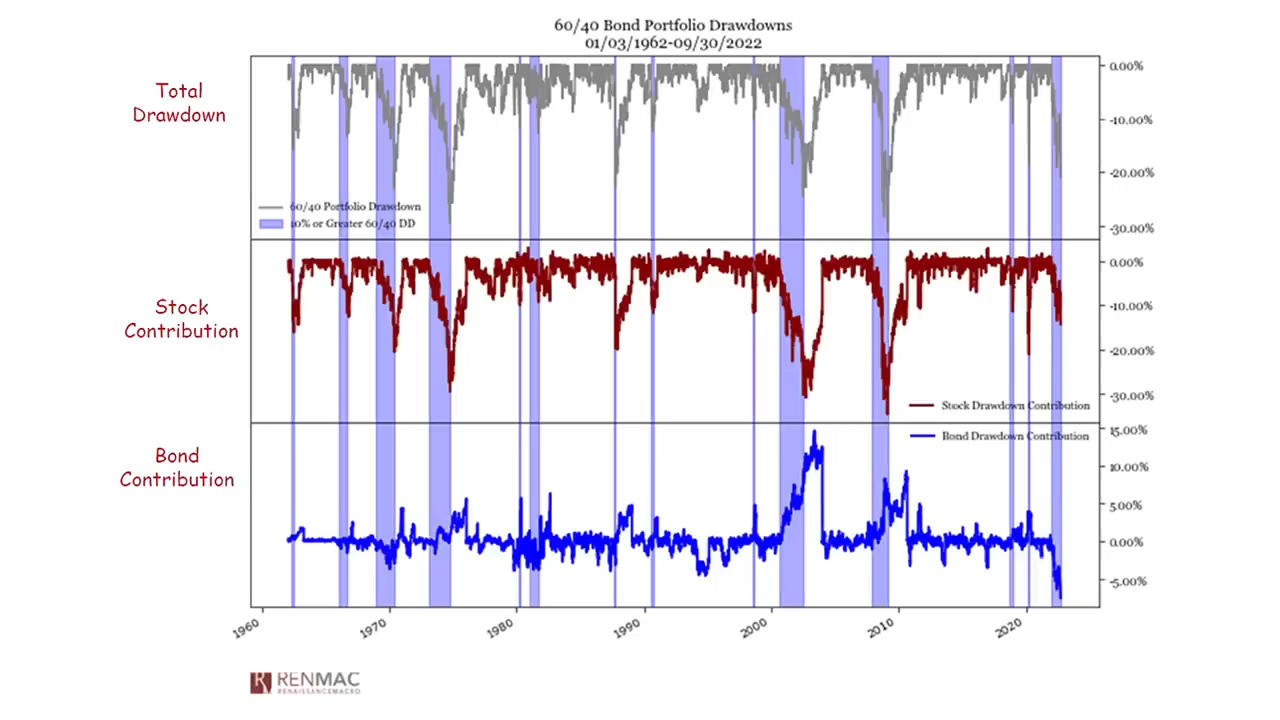 60/40 Bond Portfolio Drawdowns
01/03/1962-09/30/2022
Total
Drawdown
0.00%
-10.00%
-20.00%
-30.00%
60/40 Portfolio Drawdown
10% or Greater 60/40 DD
Stock
Contribution
0.00%
-10.00%
-20.00%
-30.00%
Stock Drawdown Contribution
Bond
Contribution
Bond Drawdown Contribution
15.00%
10.00%
5.00%
0.00%
-5.00%
1960
1970
1980
1990
2000
2010
2020
RENMAC
RENAISSANCEMACRO